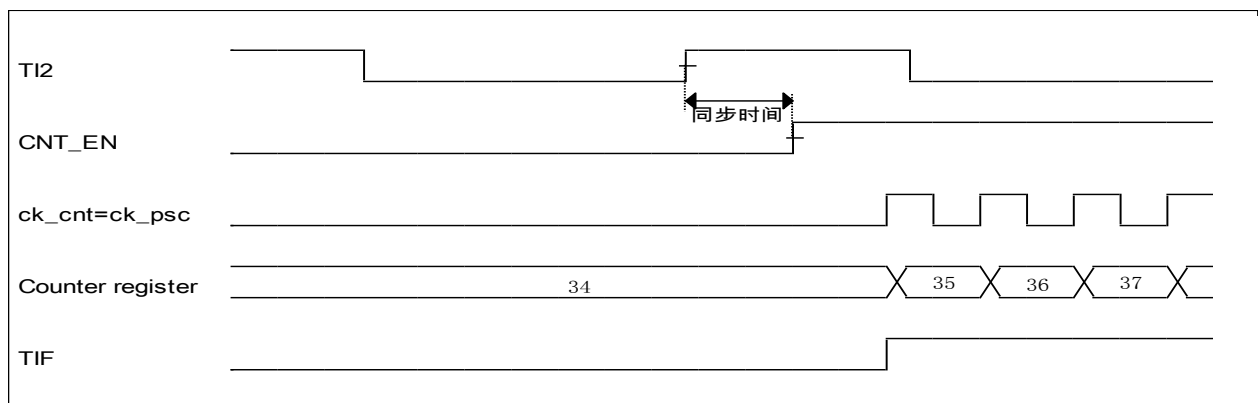 TI2
同步时间
CNT_EN
ck_cnt=ck_psc
Counter register 34 35 36 37
TIF